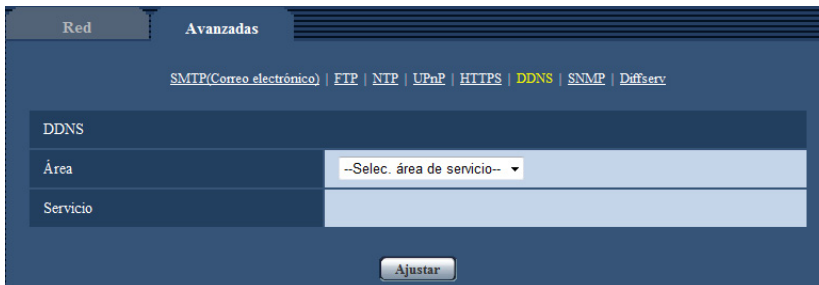 Red Avanzadas
SMTP(Correo electrónico) | FTP | NTP | UPnP | HTTPS | DDNS | SNMP | Diffserv
DDNS
Área --Selec. área de servicio--
Servicio
Ajustar